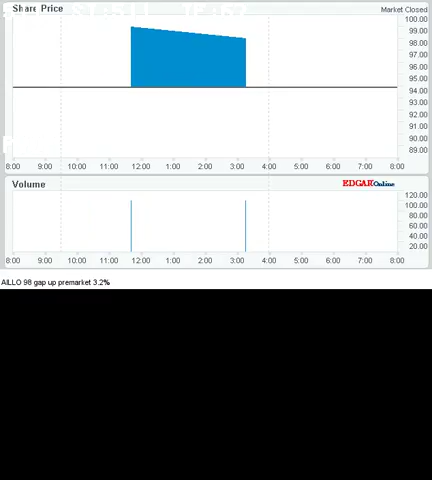 Share Price
Market Closed
100.00
99.00
98.00
97.00
96.00
95.00
94.00
93.00
92.00
91.00
90.00
89.00
8:00 9:00 10:00 11:00 12:00 1:00 2:00 3:00 4:00 5:00 6:00 7:00 8:00
Volume
EDGAROnline
120.00
100.00
80.00
60.00
40.00
20.00
8:00 9:00 10:00 11:00 12:00 1:00 2:00 3:00 4:00 5:00 6:00 7:00 8:00
AILLO 98 gap up premarket 3.2%